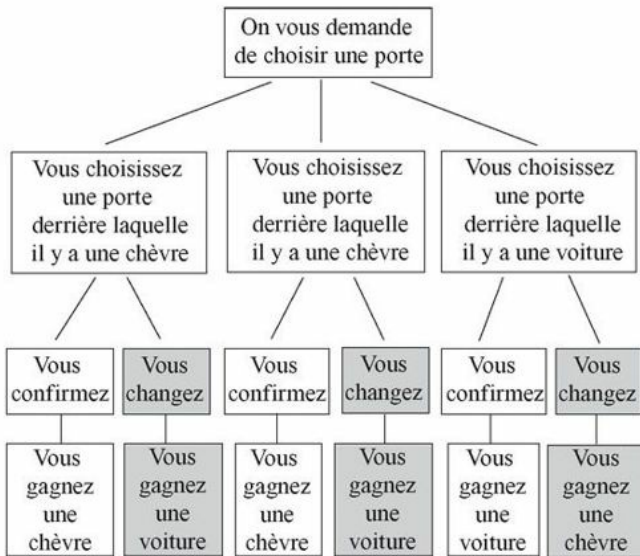 On vous demande
de choisir une porte
Vous choisissez
une porte
derrière laquelle
il y a une chèvre
Vous choisissez
une porte
derrière laquelle
il y a une chèvre
Vous choisissez
une porte
derrière laquelle
il y a une voiture
Vous
confirmez
Vous
changez
Vous
confirmez
Vous
changez
Vous
confirmez
Vous
changez
Vous
gagnez
une
chèvre
Vous
gagnez
une
voiture
Vous
gagnez
une
chèvre
Vous
gagnez
une
voiture
Vous
gagnez
une
voiture
Vous
gagnez
une
chèvre